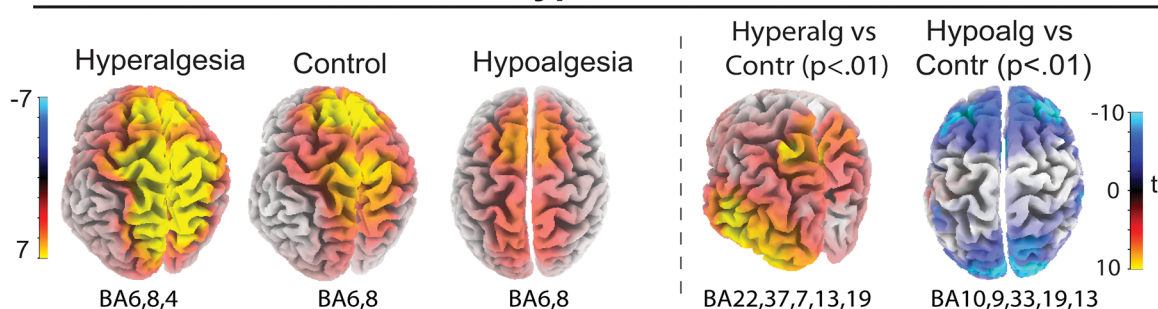 Hyperalgesia
Control
Hypoalgesia
Hyperalg vs
Contr (p<.01)
Hypoalg vs
Contr (p<.01)
-7
7
-10
0
10
t
BA6,8,4
BA6,8
BA6,8
BA22,37,7,13,19
BA10,9,33,19,13